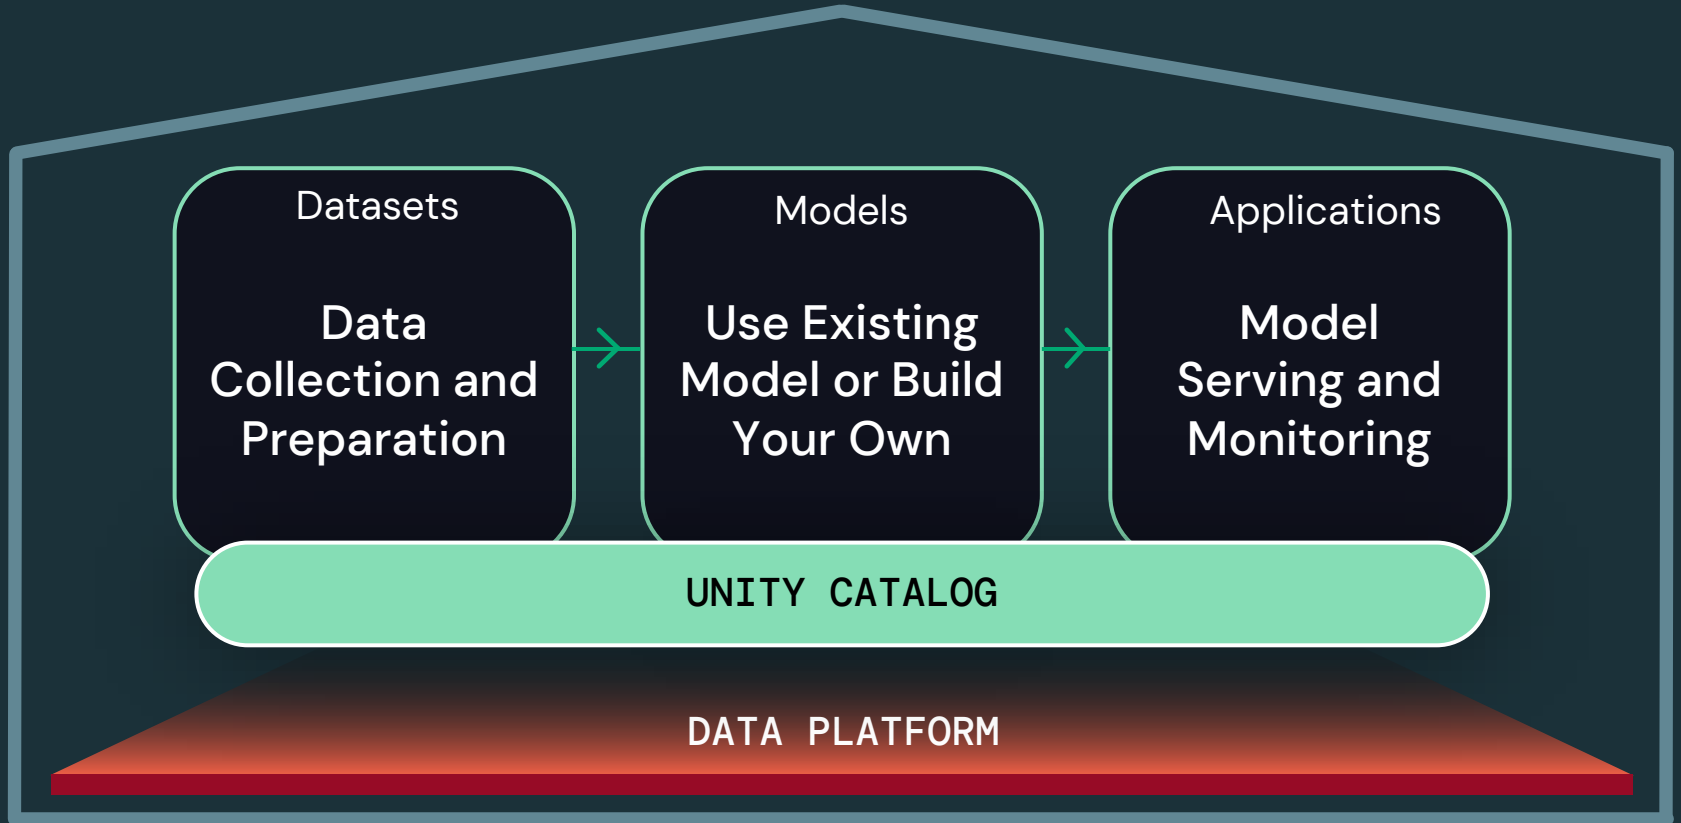 Datasets
Data
Collection and
Preparation
Models
Use Existing
Model or Build
Your Own
Applications
Model
Serving and
Monitoring
UNITY CATALOG
DATA PLATFORM